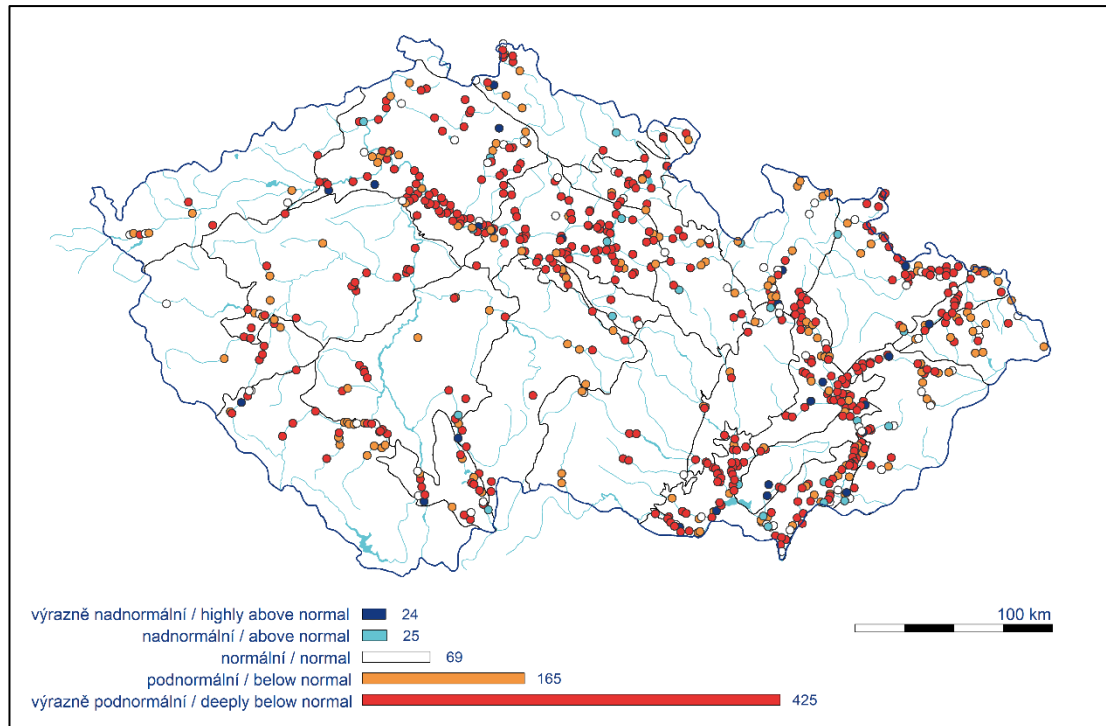 výrazně nadnormální / highly above normal 24
nadnormální / above normal 25
normální / normal 69
podnormální / below normal 165
výrazně podnormální / deeply below normal 425
100 km